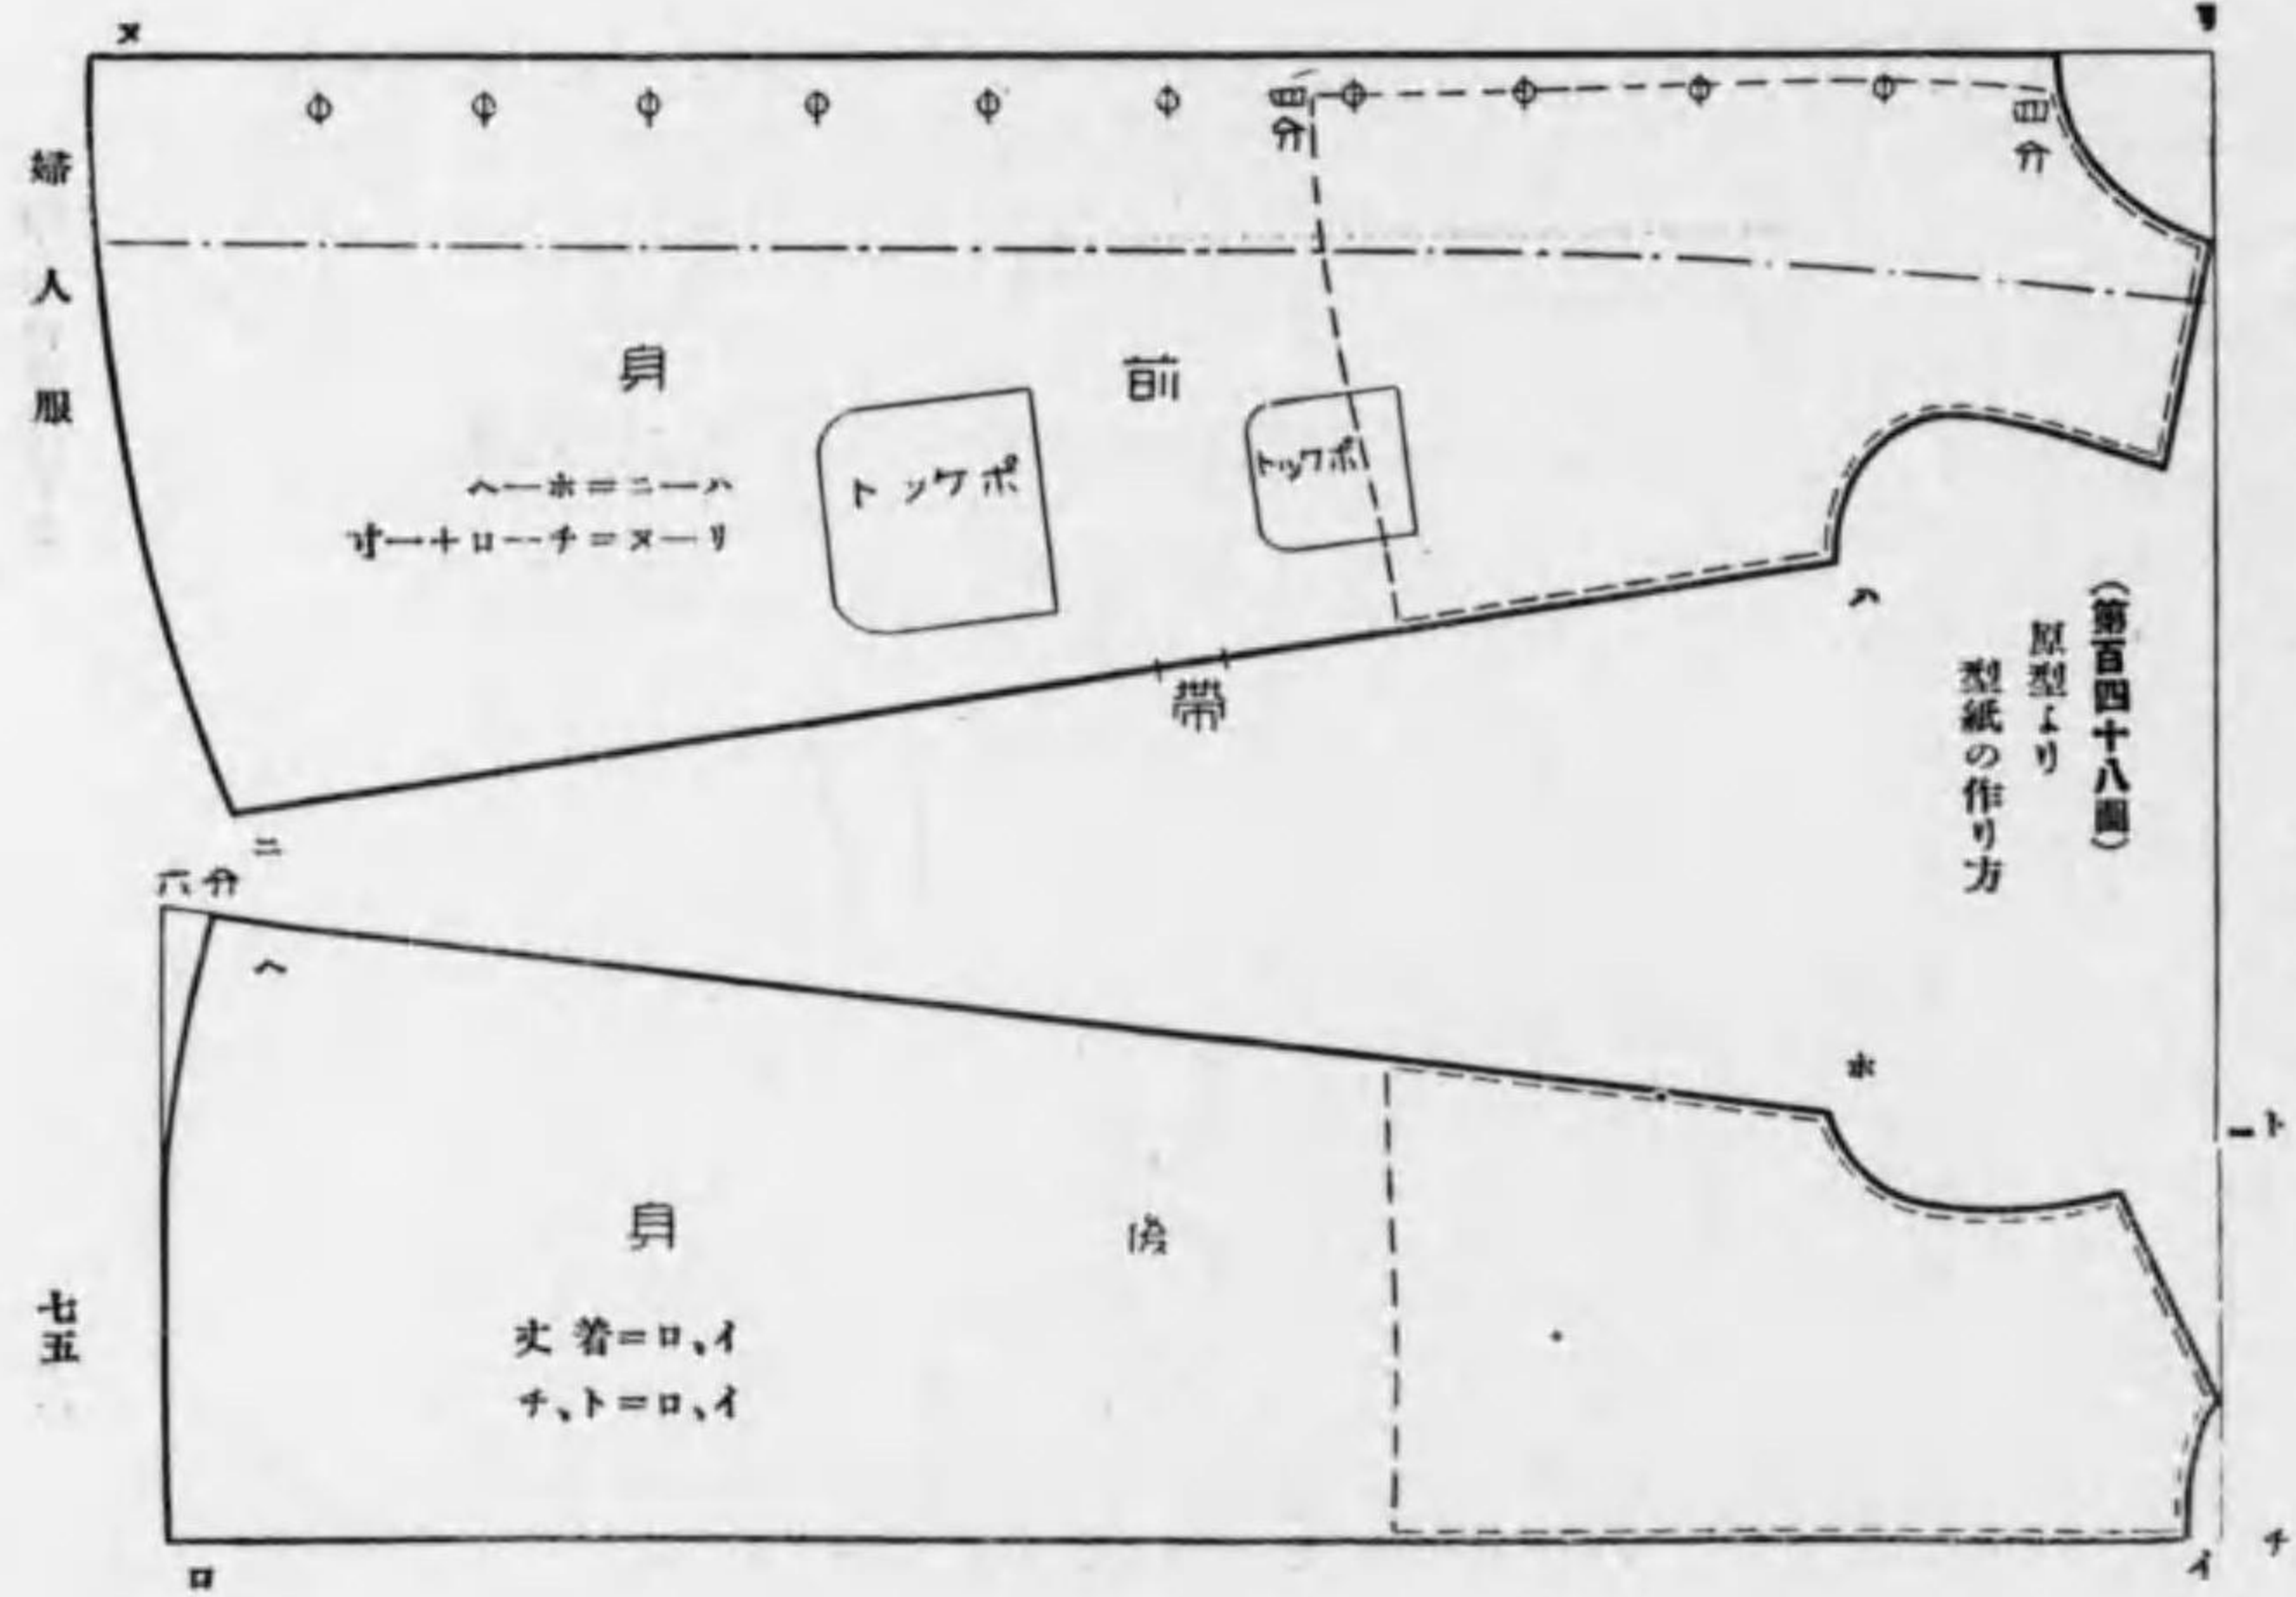 婦人服
七五
(第百四十八圖)
原型より
型紙の作り方
リ
ヌ
四分
四分
前身
ポケット
ポケット
ハ―ニ=ホ―ヘ
リ―ヌ=チ―ロ+一寸
ハ
帶
ニ
六分
ヘ
ホ
ト
後身
イ、ロ=着丈
イ、ロ=ト、チ
チ
イ
ロ